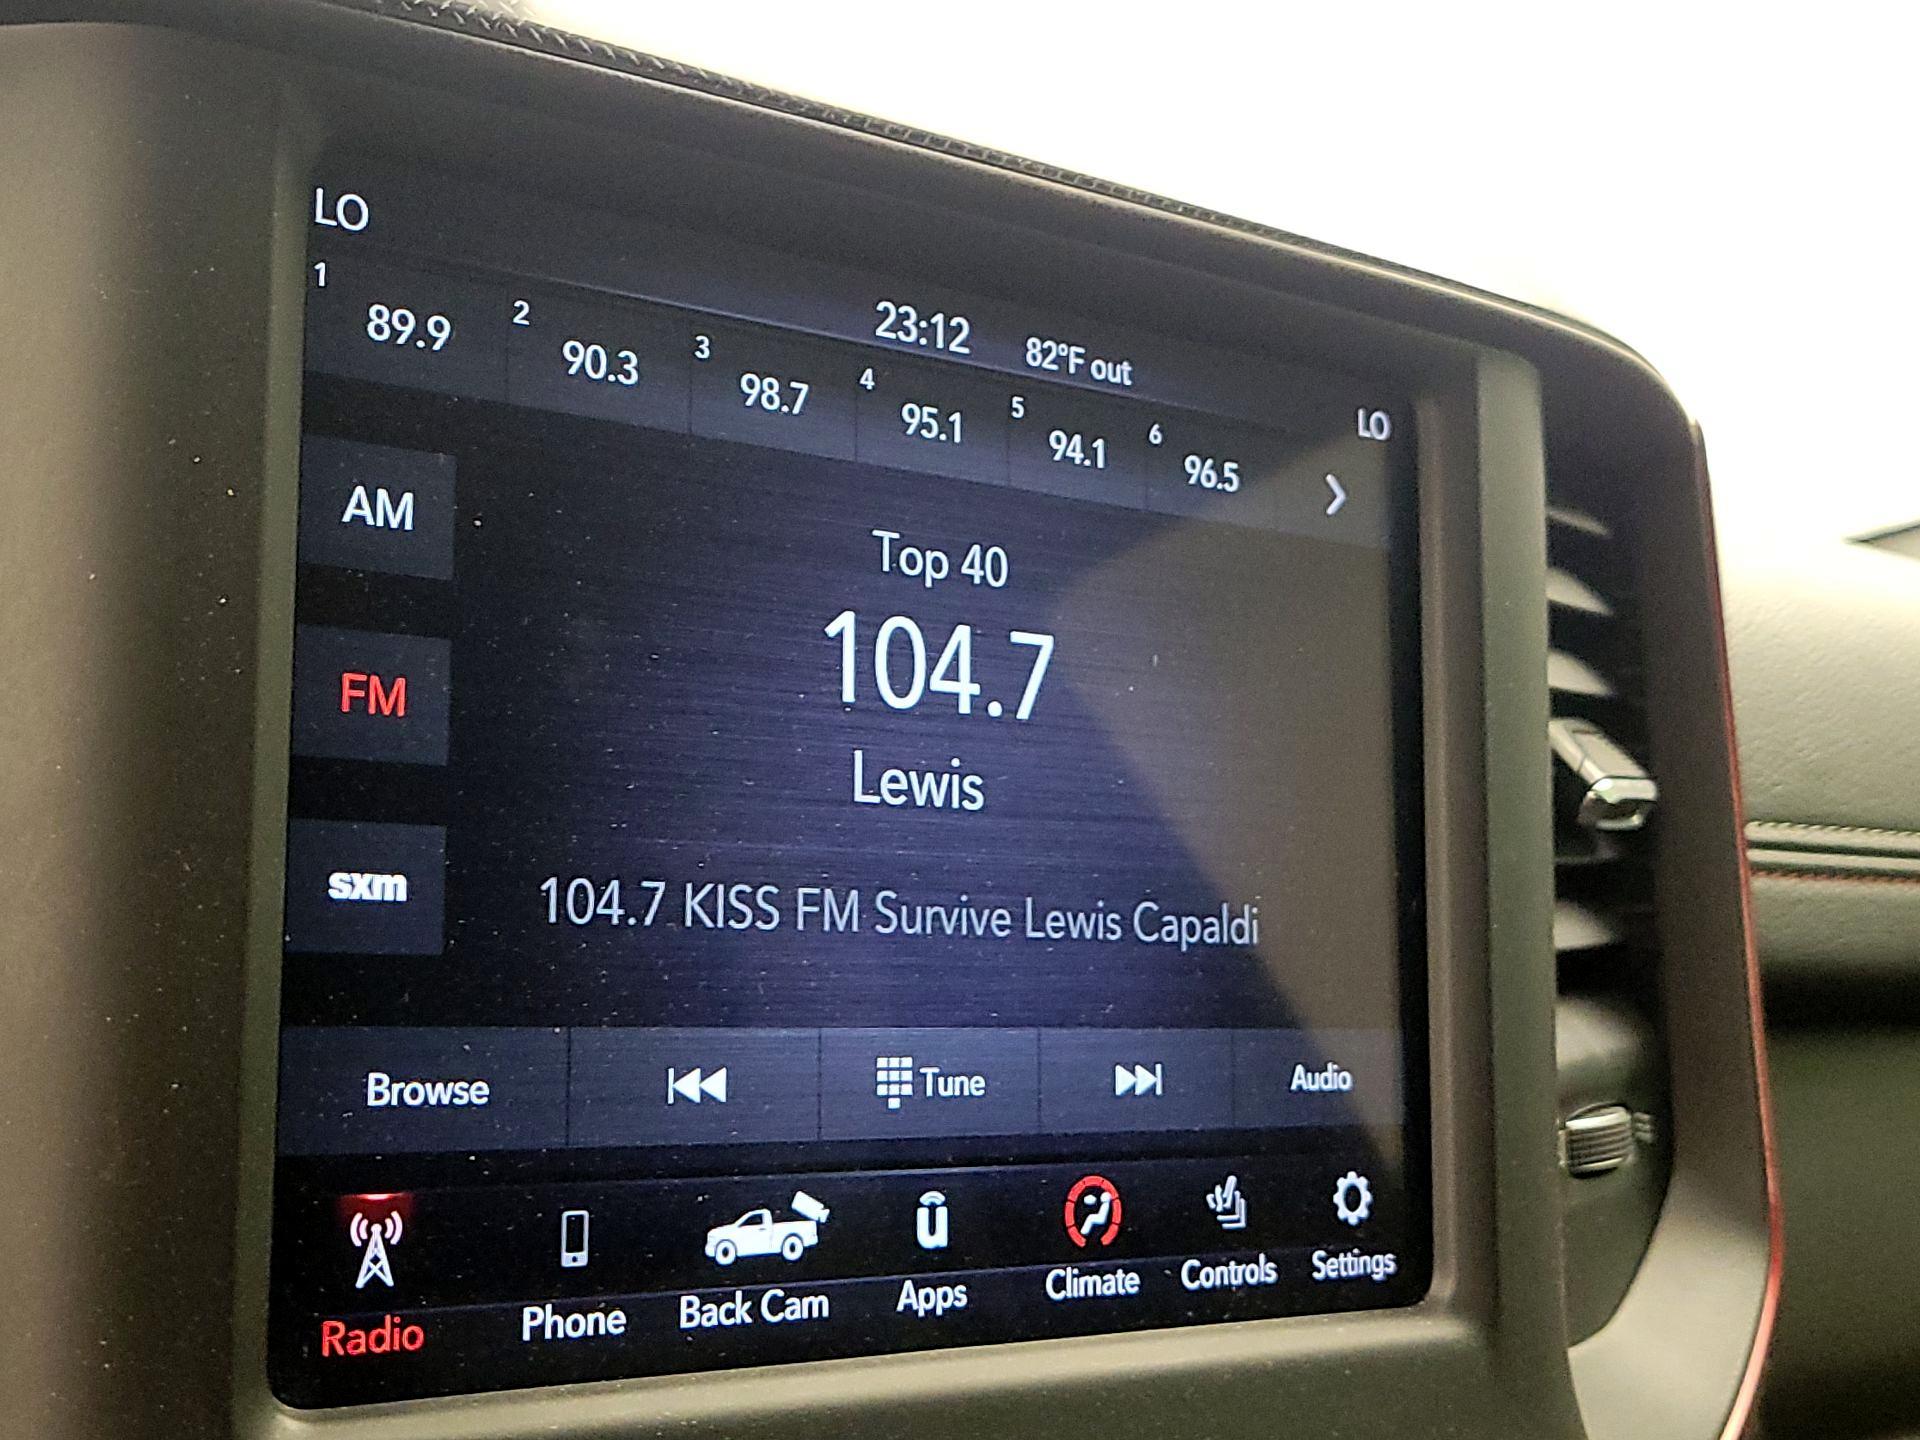 LO
23:12 82°F out
LO
1 89.9 2 90.3 3 98.7 4 95.1 5 94.1 6 96.5
AM
Top 40
104.7
FM
Lewis
sxm
104.7 KISS FM Survive Lewis Capaldi
Browse Tune Audio
u
Radio Phone Back Cam Apps Climate Controls Settings